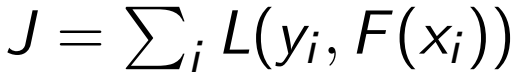 J = ∑ᵢ L(yᵢ, F(xᵢ))